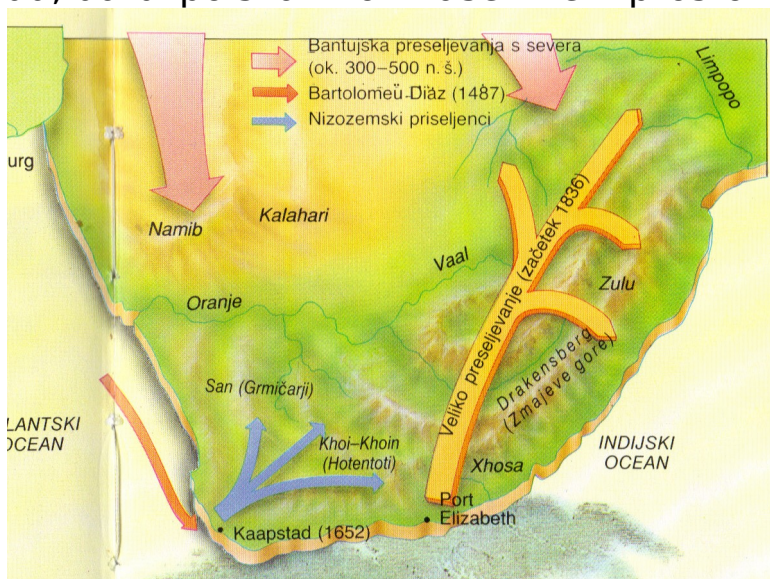 Bantujska preseljevanja s severa
(ok. 300–500 n. š.)
Bartolomeü Diaz (1487)
Nizozemski priseljenci
Limpopo
urg
Namib
Kalahari
Vaal
Oranje
Veliko preseljevanje (začetek 1836)
Zulu
Drakensberg
(Zmajeve gore)
San (Grmičarji)
Khoi–Khoin
(Hotentoti)
LANTSKI
OCEAN
INDIJSKI
OCEAN
Xhosa
Port
Elizabeth
Kaapstad (1652)